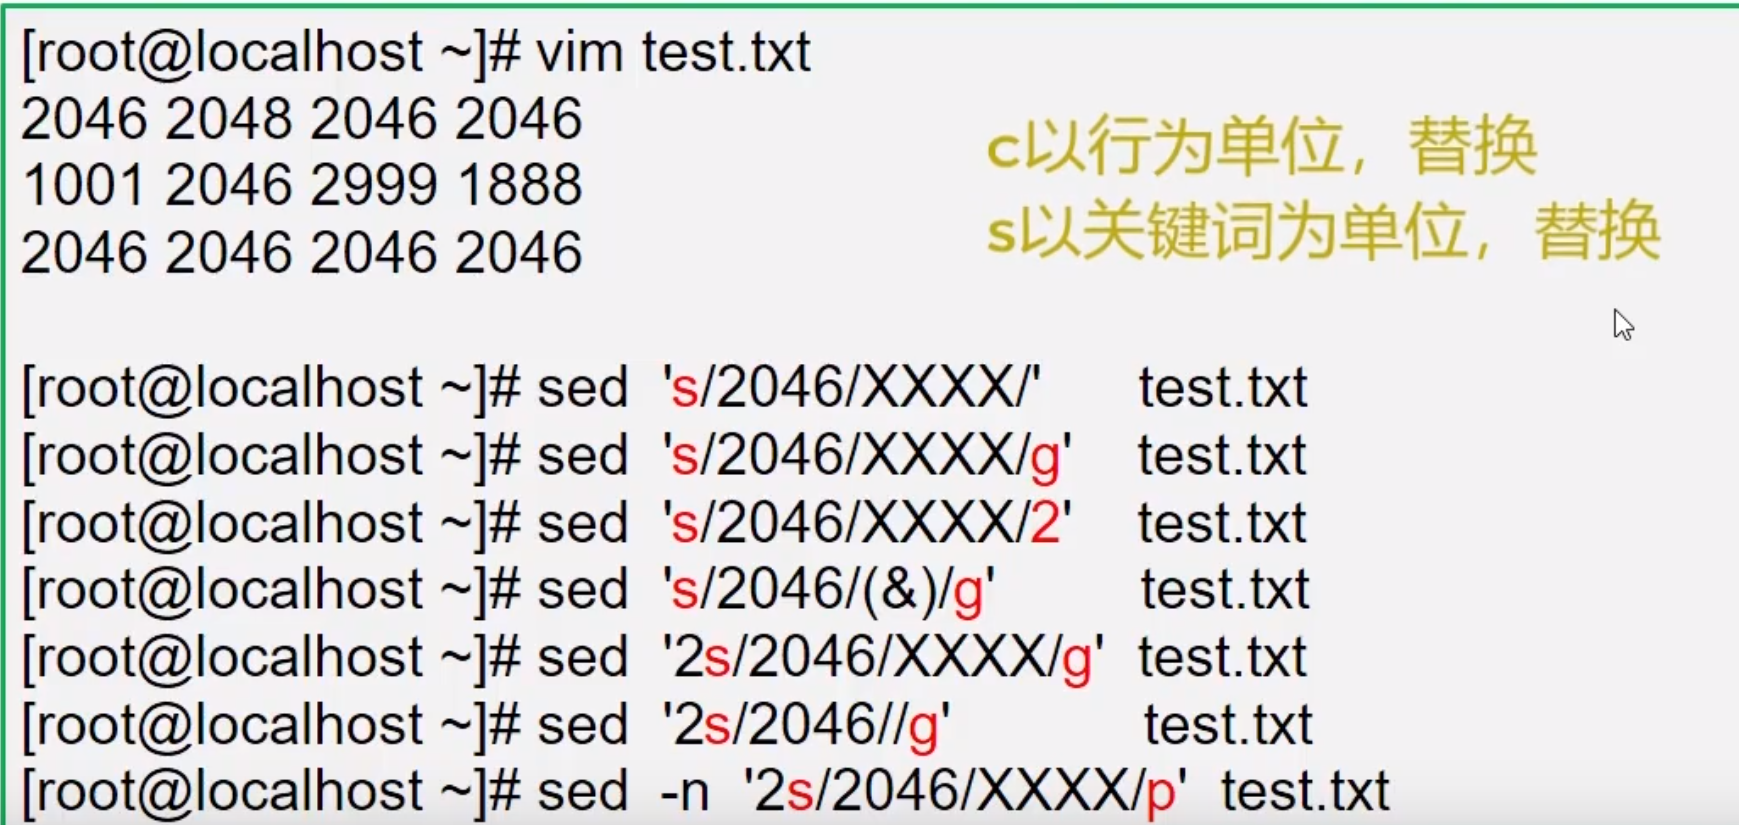 [root@localhost ~]# vim test.txt
2046 2048 2046 2046
1001 2046 2999 1888
2046 2046 2046 2046
c以行为单位，替换
s以关键词为单位，替换
[root@localhost ~]# sed 's/2046/XXXX/' test.txt
[root@localhost ~]# sed 's/2046/XXXX/g' test.txt
[root@localhost ~]# sed 's/2046/XXXX/2' test.txt
[root@localhost ~]# sed 's/2046/(&)/g' test.txt
[root@localhost ~]# sed '2s/2046/XXXX/g' test.txt
[root@localhost ~]# sed '2s/2046//g' test.txt
[root@localhost ~]# sed -n '2s/2046/XXXX/p' test.txt